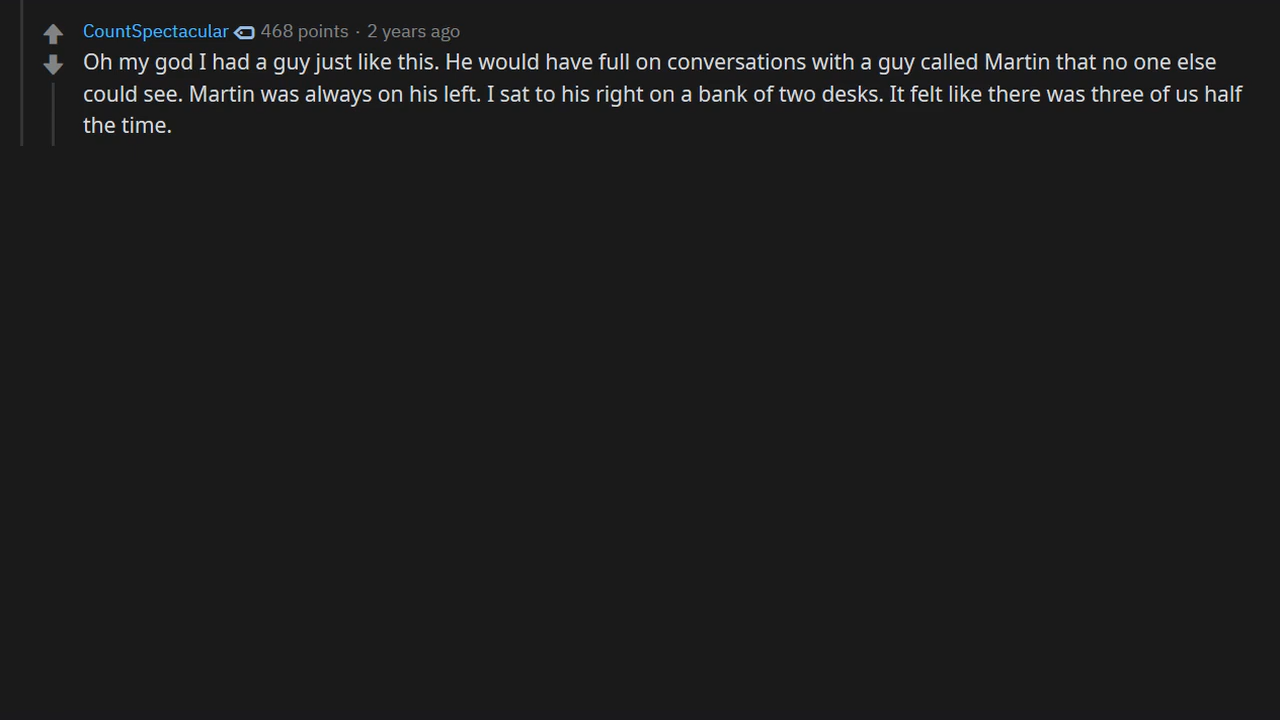 CountSpectacular 468 points · 2 years ago
Oh my god I had a guy just like this. He would have full on conversations with a guy called Martin that no one else
could see. Martin was always on his left. I sat to his right on a bank of two desks. It felt like there was three of us half
the time.